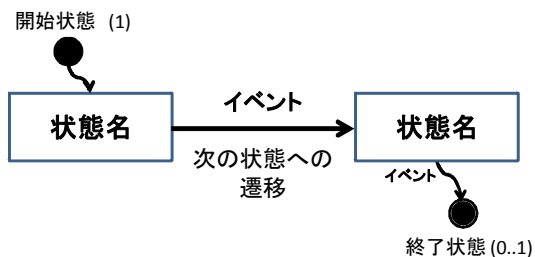 開始状態 (1)
状態名
イベント
次の状態への
遷移
状態名
イベント
終了状態 (0..1)